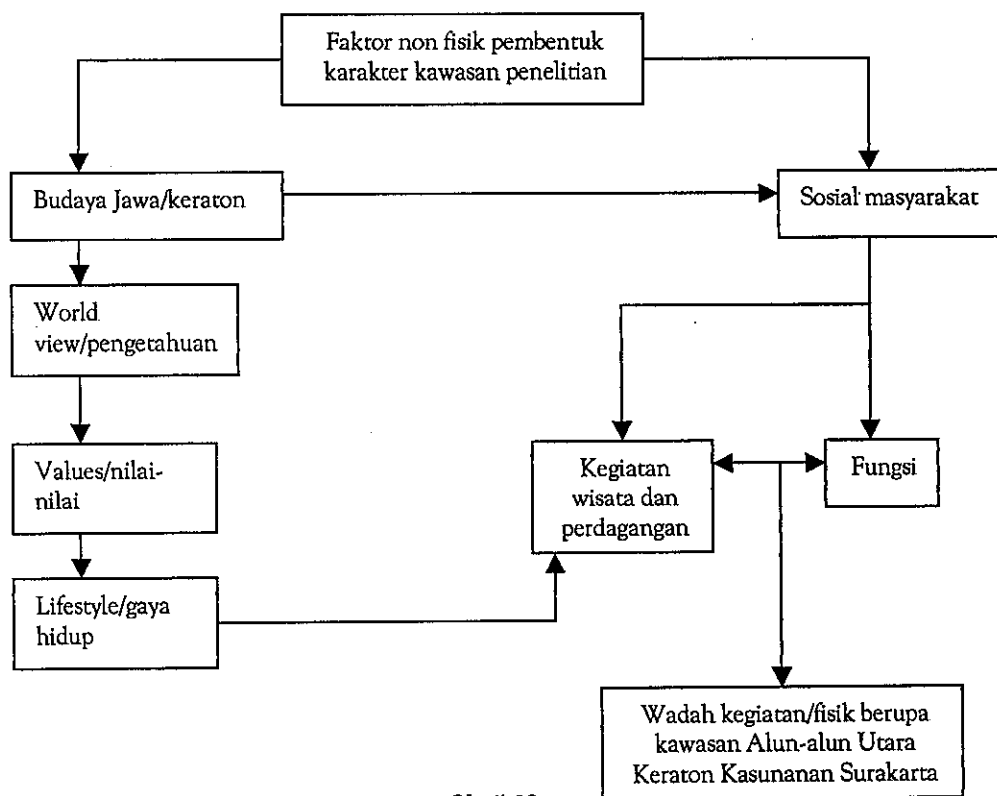 Faktor non fisik pembentuk
karakter kawasan penelitian
Budaya Jawa/keraton
Sosial masyarakat
World
view/pengetahuan
Values/nilai-
nilai
Kegiatan
wisata dan
perdagangan
Fungsi
Lifestyle/gaya
hidup
Wadah kegiatan/fisik berupa
kawasan Alun-alun Utara
Keraton Kasunanan Surakarta